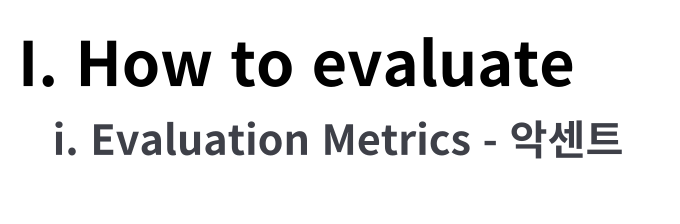 I. How to evaluate
i. Evaluation Metrics - 악센트